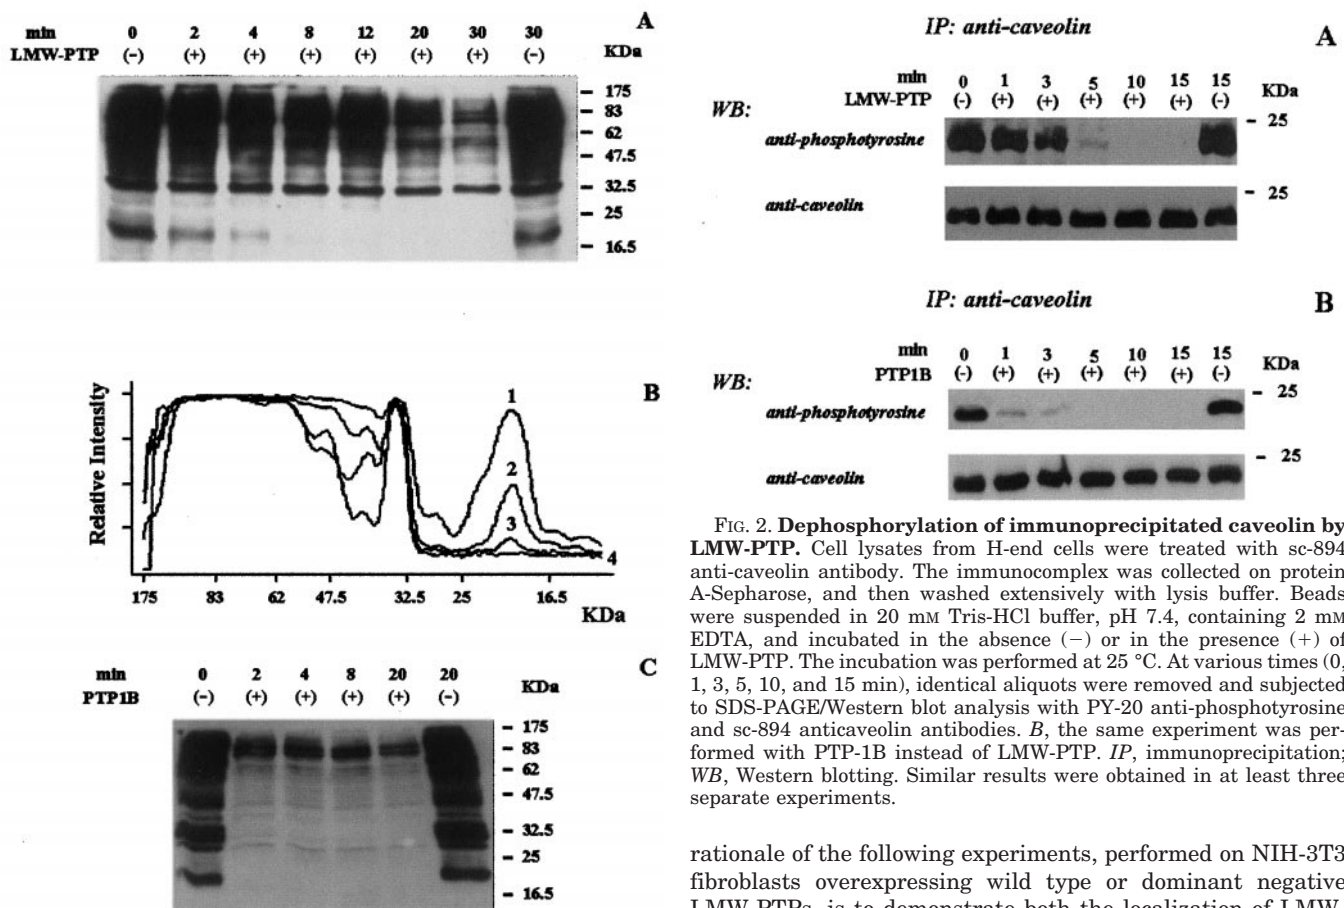 A
min 0 2 4 8 12 20 30 30
LMW-PTP (-) (+) (+) (+) (+) (+) (+) (-) KDa
175
83
62
47.5
32.5
25
16.5
B
Relative Intensity
1
2
3
4
175 83 62 47.5 32.5 25 16.5
KDa
C
min 0 2 4 8 20 20
PTP1B (-) (+) (+) (+) (+) (-) KDa
175
83
62
47.5
32.5
25
16.5
IP: anti-caveolin
A
min 0 1 3 5 10 15 15 KDa
WB: LMW-PTP (-) (+) (+) (+) (+) (+) (-)
25
anti-phosphotyrosine
25
anti-caveolin
IP: anti-caveolin
B
min 0 1 3 5 10 15 15 KDa
WB: PTP1B (-) (+) (+) (+) (+) (+) (-)
25
anti-phosphotyrosine
25
anti-caveolin
FIG. 2. Dephosphorylation of immunoprecipitated caveolin by
LMW-PTP. Cell lysates from H-end cells were treated with sc-894
anti-caveolin antibody. The immunocomplex was collected on protein
A-Sepharose, and then washed extensively with lysis buffer. Beads
were suspended in 20 mM Tris-HCl buffer, pH 7.4, containing 2 mM
EDTA, and incubated in the absence (−) or in the presence (+) of
LMW-PTP. The incubation was performed at 25 °C. At various times (0,
1, 3, 5, 10, and 15 min), identical aliquots were removed and subjected
to SDS-PAGE/Western blot analysis with PY-20 anti-phosphotyrosine
and sc-894 anticaveolin antibodies. B, the same experiment was per-
formed with PTP-1B instead of LMW-PTP. IP, immunoprecipitation;
WB, Western blotting. Similar results were obtained in at least three
separate experiments.
rationale of the following experiments, performed on NIH-3T3
fibroblasts overexpressing wild type or dominant negative
LMW-PTPs, is to demonstrate both the localization of LMW-